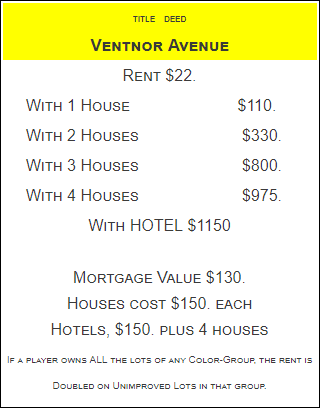 TITLE DEED
VENTNOR AVENUE
RENT $22.
WITH 1 HOUSE $110.
WITH 2 HOUSES $330.
WITH 3 HOUSES $800.
WITH 4 HOUSES $975.
WITH HOTEL $1150
MORTGAGE VALUE $130.
HOUSES COST $150. EACH
HOTELS, $150. PLUS 4 HOUSES
IF A PLAYER OWNS ALL THE LOTS OF ANY COLOR-GROUP, THE RENT IS
DOUBLED ON UNIMPROVED LOTS IN THAT GROUP.